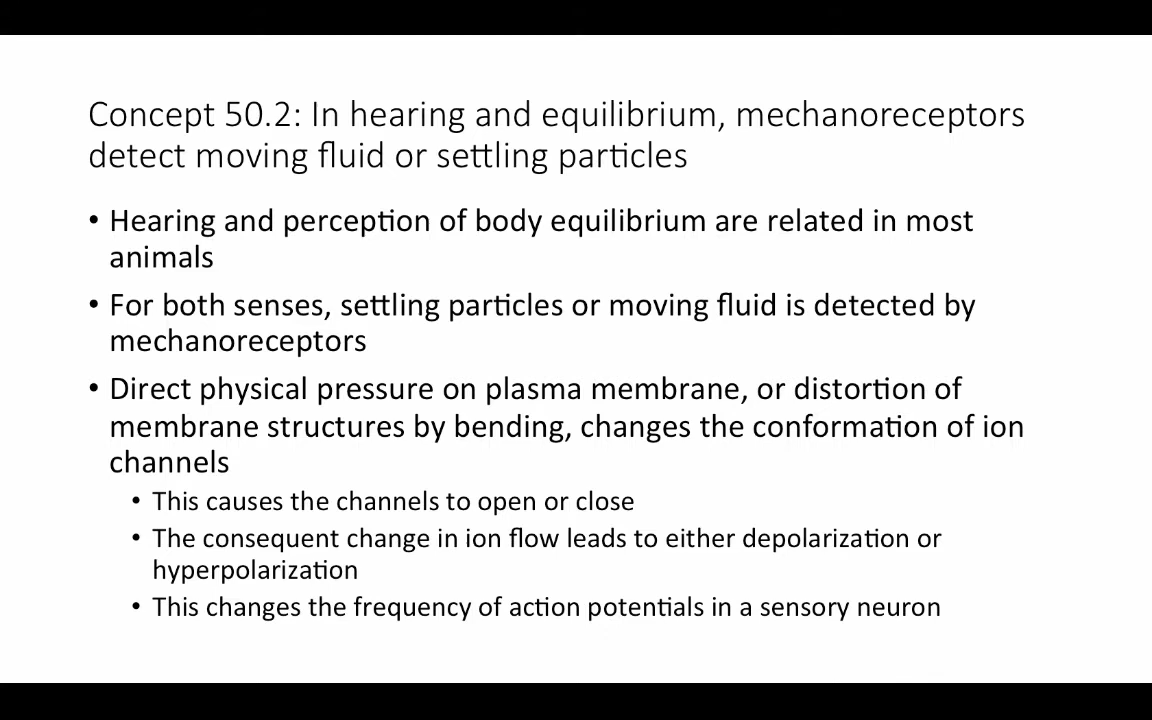 Concept 50.2: In hearing and equilibrium, mechanoreceptors
detect moving fluid or settling particles
• Hearing and perception of body equilibrium are related in most
animals
• For both senses, settling particles or moving fluid is detected by
mechanoreceptors
• Direct physical pressure on plasma membrane, or distortion of
membrane structures by bending, changes the conformation of ion
channels
• This causes the channels to open or close
• The consequent change in ion flow leads to either depolarization or
hyperpolarization
• This changes the frequency of action potentials in a sensory neuron